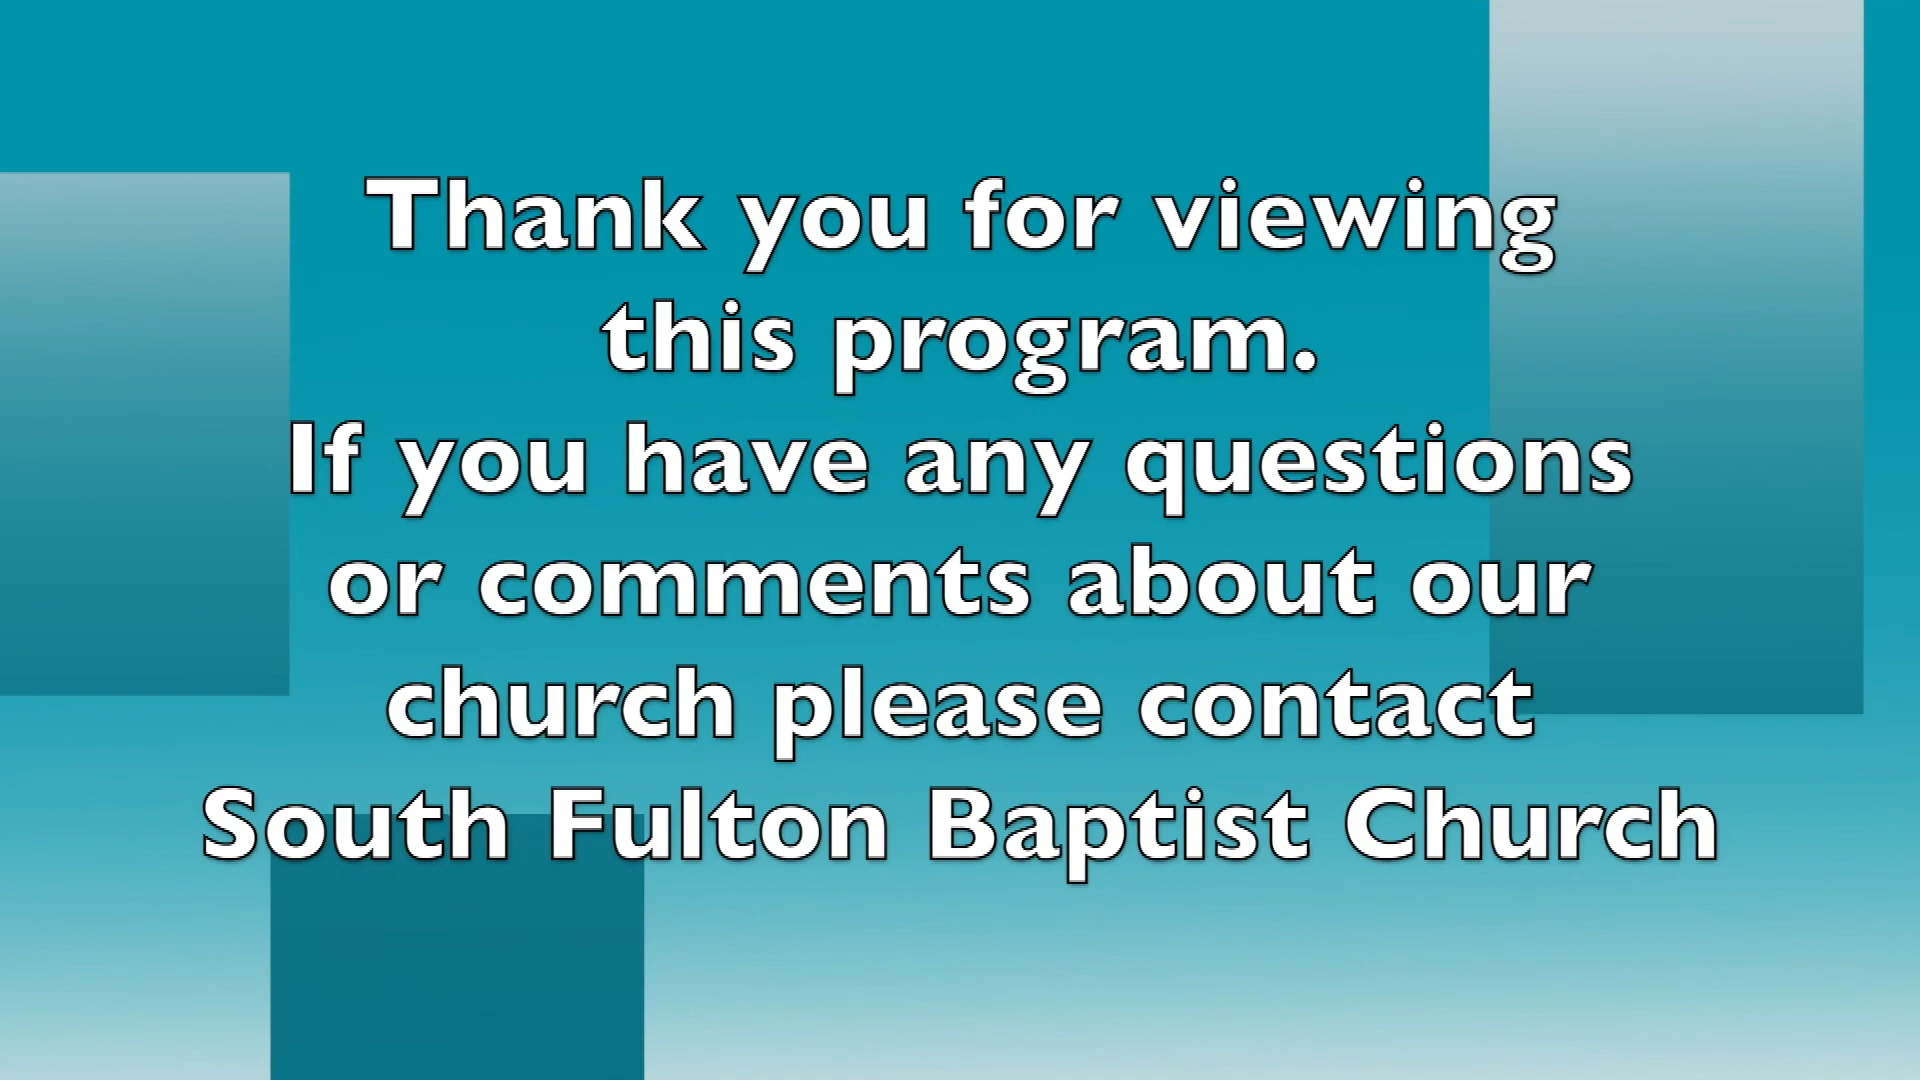 Thank you for viewing
this program.
If you have any questions
or comments about our
church please contact
South Fulton Baptist Church